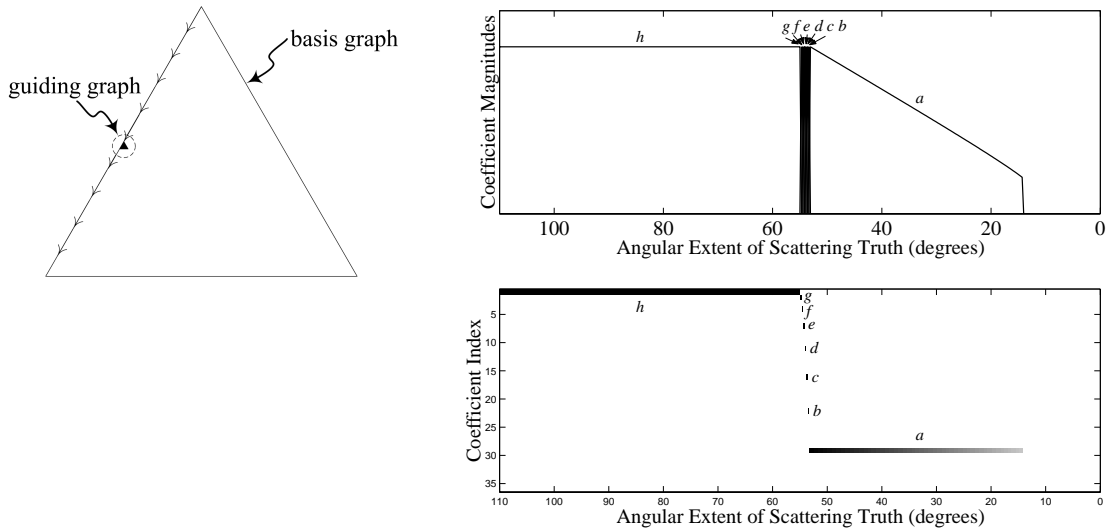 basis graph
guiding graph
g f e d c b
h
a
Coefficient Magnitudes
100 80 60 40 20 0
Angular Extent of Scattering Truth (degrees)
h
g
f
e
d
c
b
a
5
10
15
20
25
30
35
Coefficient Index
110 100 90 80 70 60 50 40 30 20 10 0
Angular Extent of Scattering Truth (degrees)